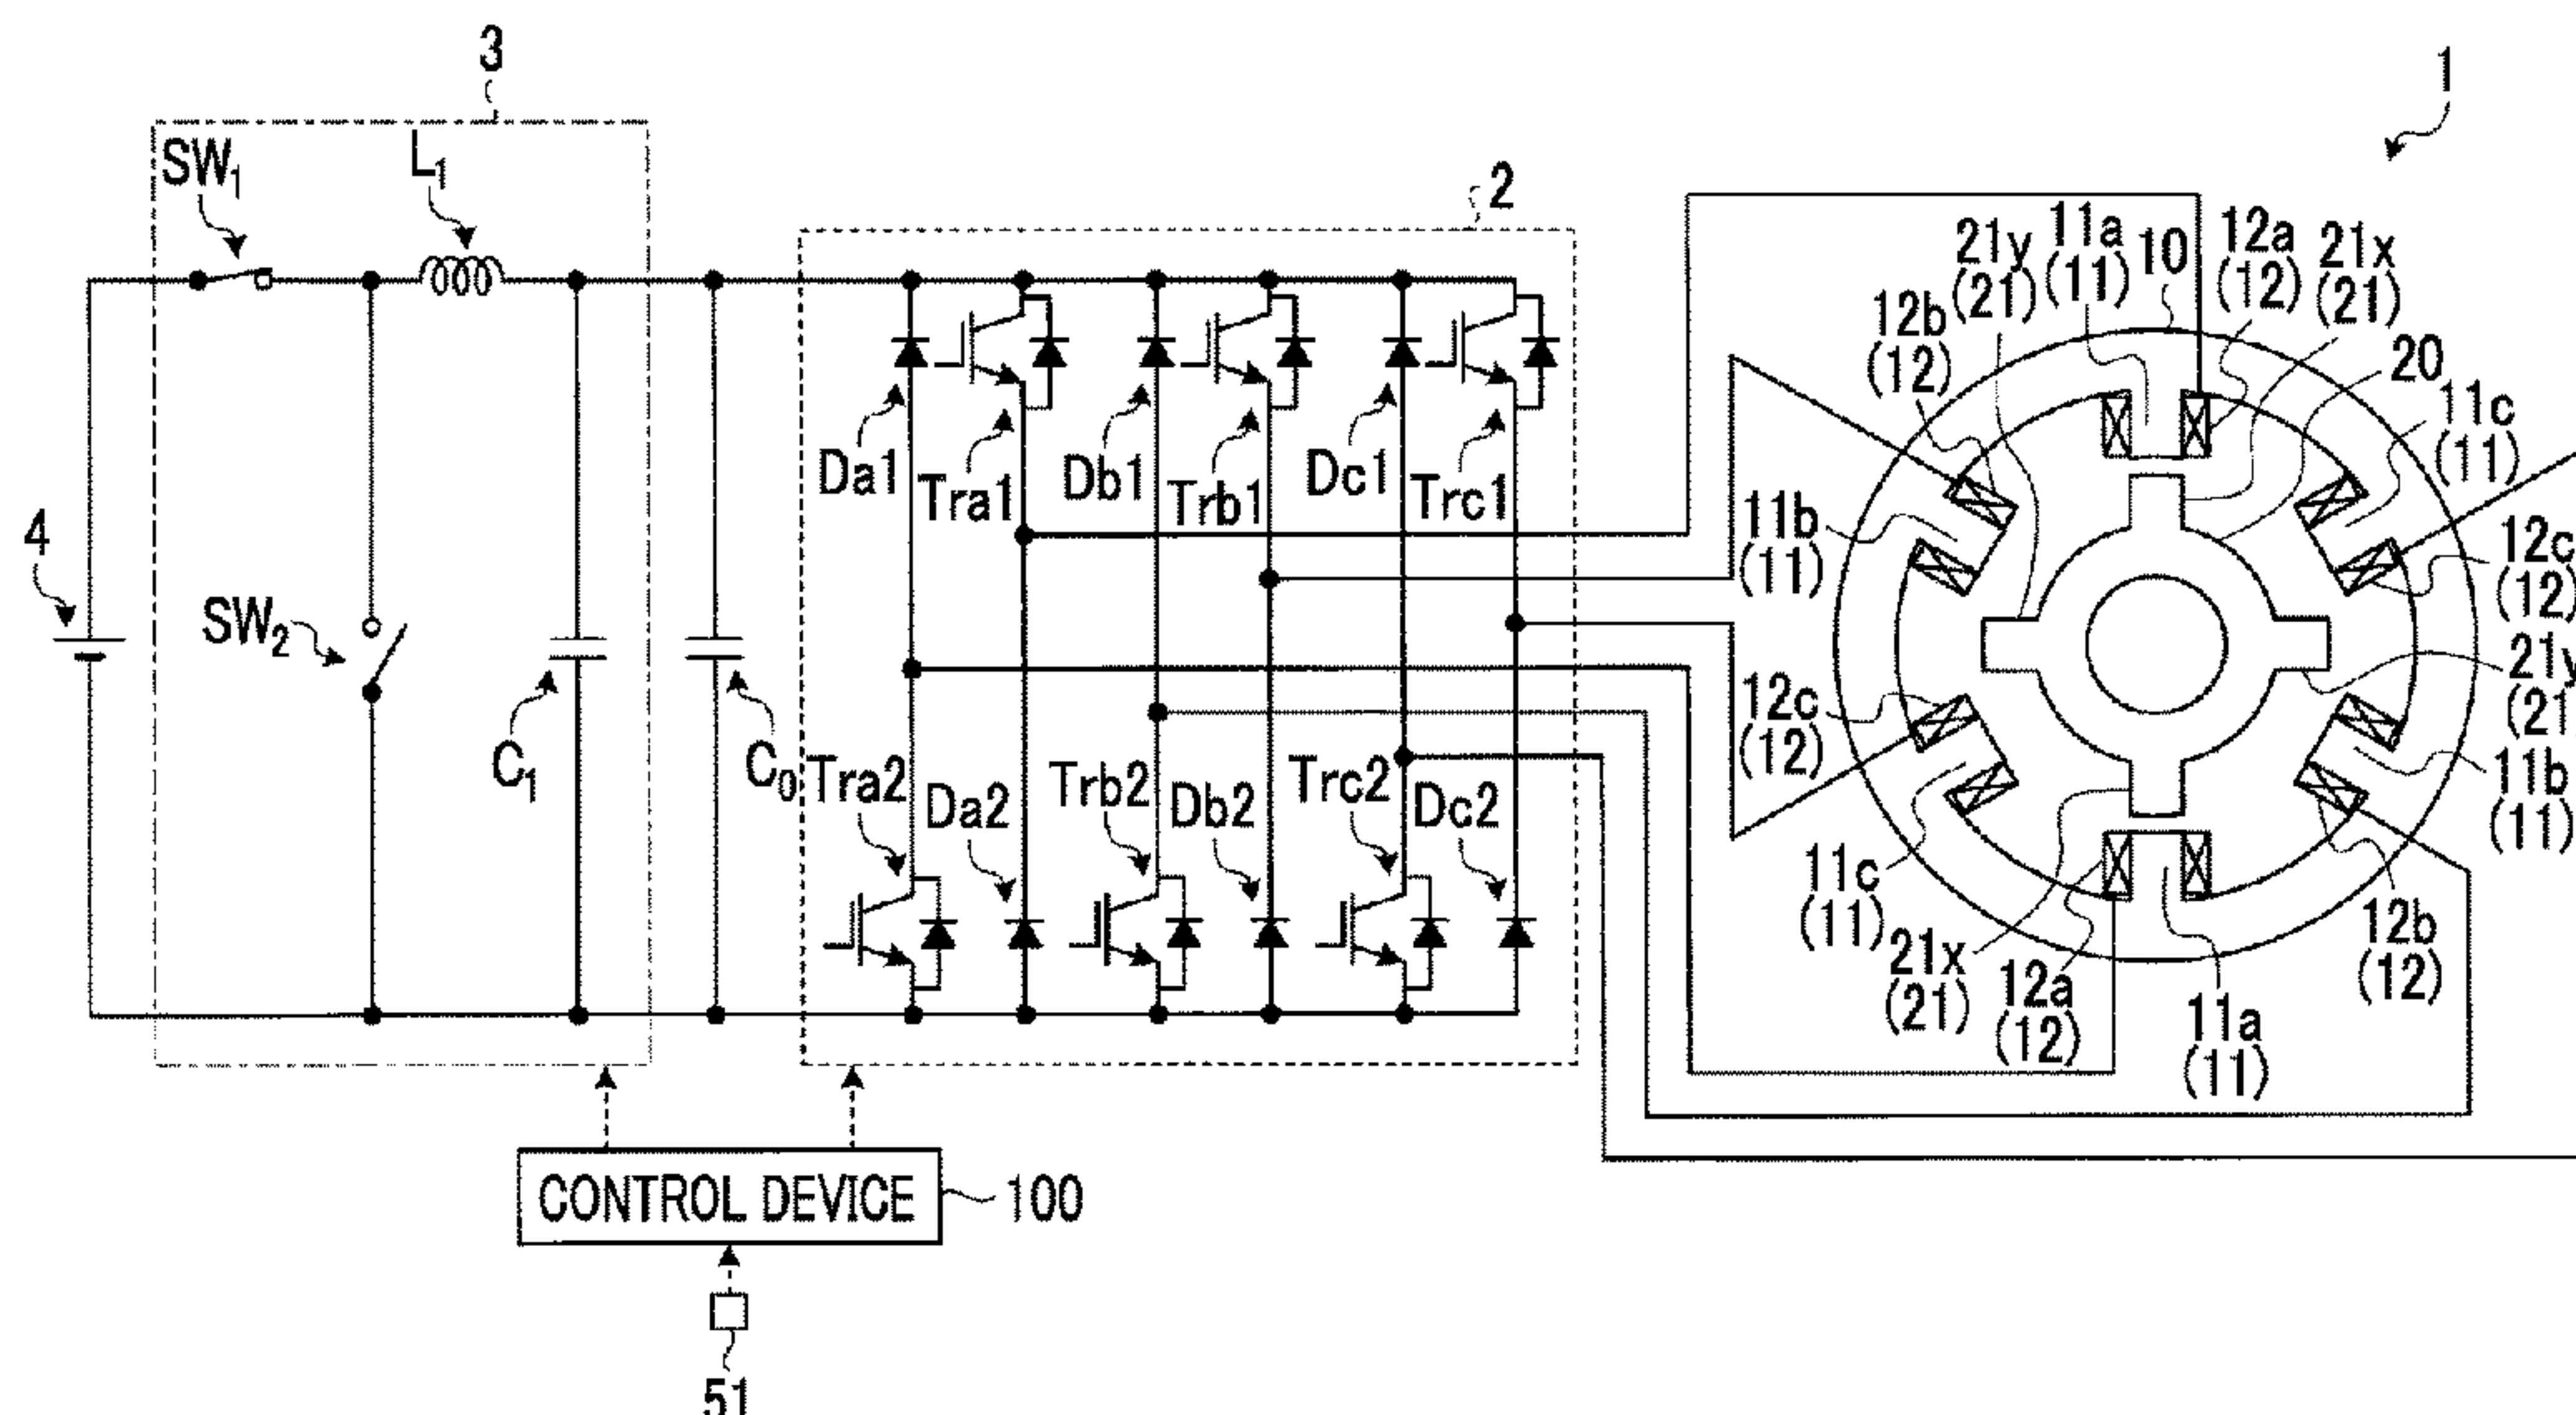 3
1
SW1
L1
2
21y
(21)
11a
(11)
10
12a
(12)
21x
(21)
12b
(12)
20
11c
(11)
Da1
Tra1
Db1
Trb1
Dc1
Trc1
11b
(11)
12c
(12)
4
SW2
C1
C0
12c
(12)
21y
(21
Tra2
Da2
Trb2
Db2
Trc2
Dc2
11b
(11)
11c
(11)
21x
(21)
12a
(12)
11a
(11)
12b
(12)
CONTROL DEVICE
100
51